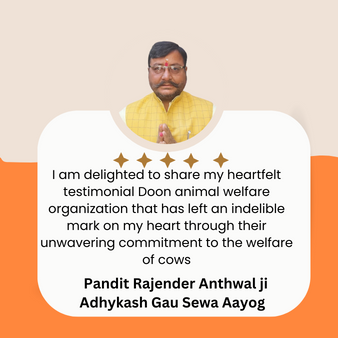 I am delighted to share my heartfelt
testimonial Doon animal welfare
organization that has left an indelible
mark on my heart through their
unwavering commitment to the welfare
of cows
Pandit Rajender Anthwal ji
Adhykash Gau Sewa Aayog